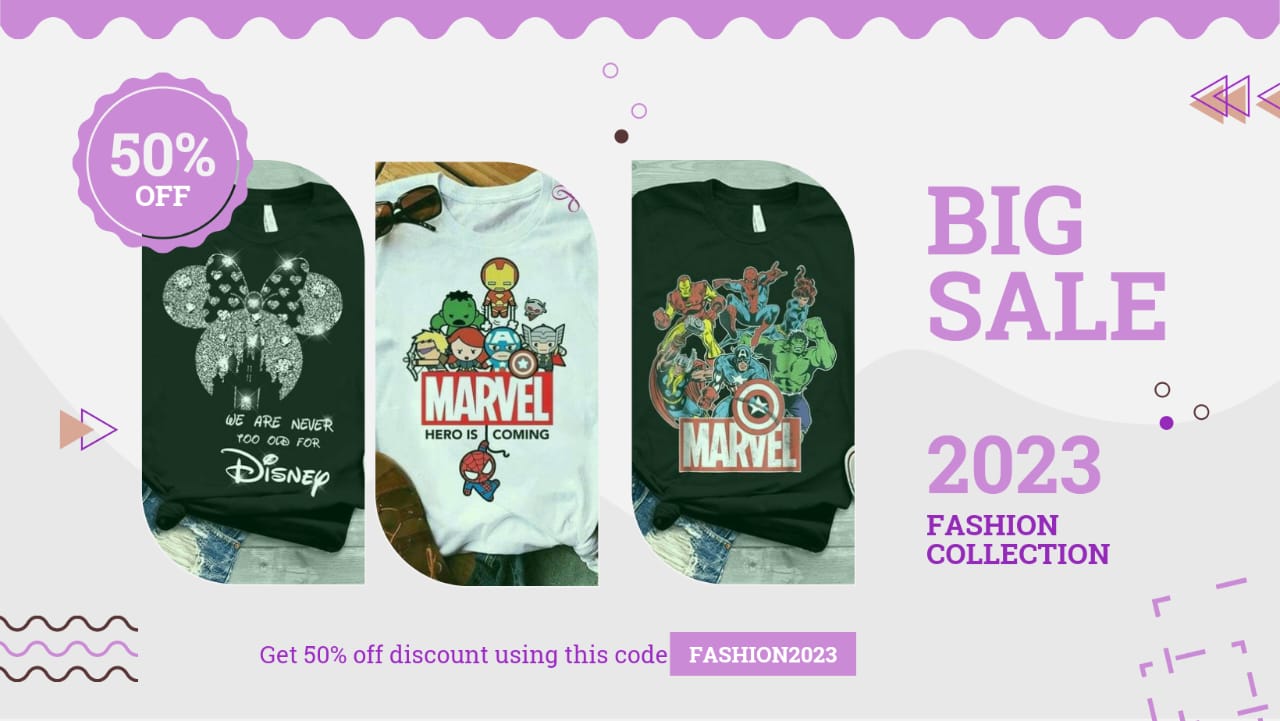 50%
OFF
WE ARE NEVER
TOO OLD FOR
Disney
MARVEL
HERO IS COMING
MARVEL
BIG
SALE
2023
FASHION
COLLECTION
Get 50% off discount using this code
FASHION2023